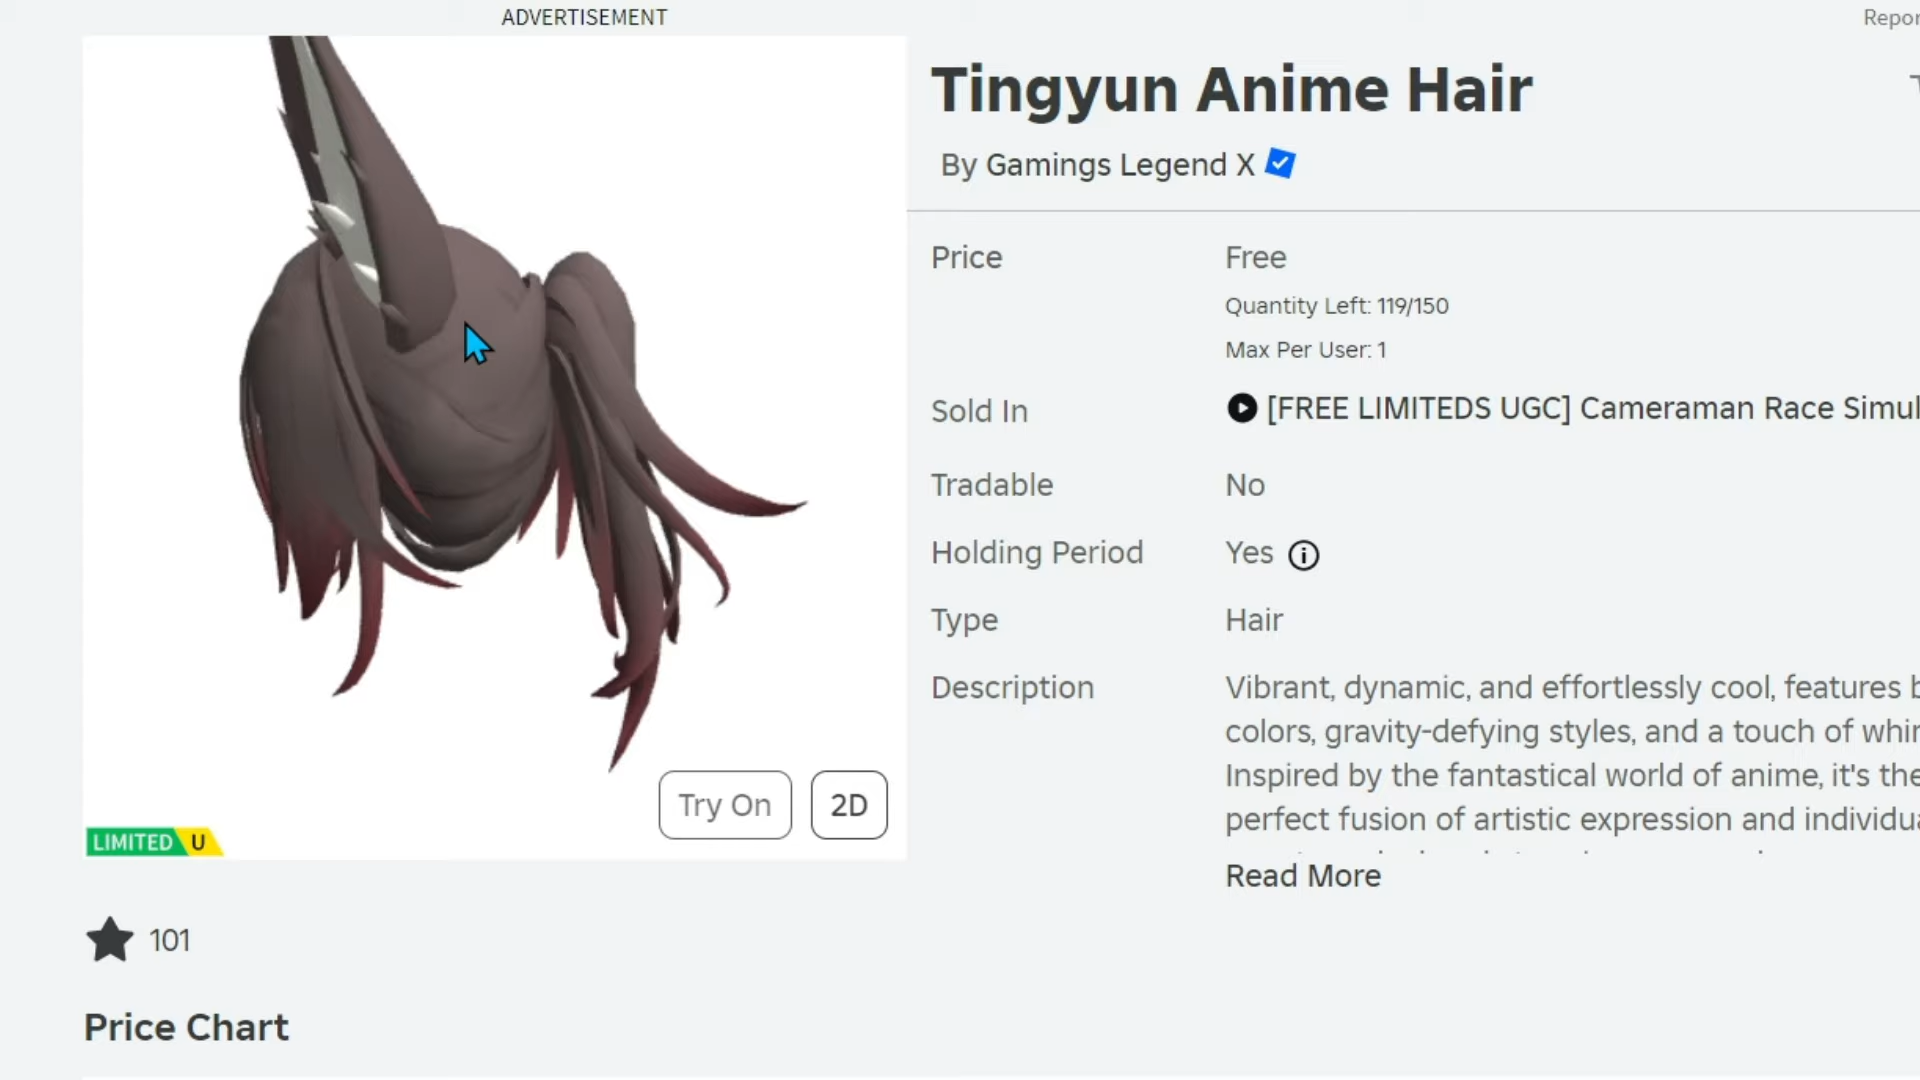 ADVERTISEMENT
Repor
Tingyun Anime Hair
By Gamings Legend X
Price
Free
Quantity Left: 119/150
Max Per User: 1
Sold In
[FREE LIMITEDS UGC] Cameraman Race Simul
Tradable
No
Holding Period
Yes
Type
Hair
Description
Vibrant, dynamic, and effortlessly cool, features b
colors, gravity-defying styles, and a touch of whi
Inspired by the fantastical world of anime, it's the
perfect fusion of artistic expression and individua
Read More
Try On
2D
LIMITED U
101
Price Chart